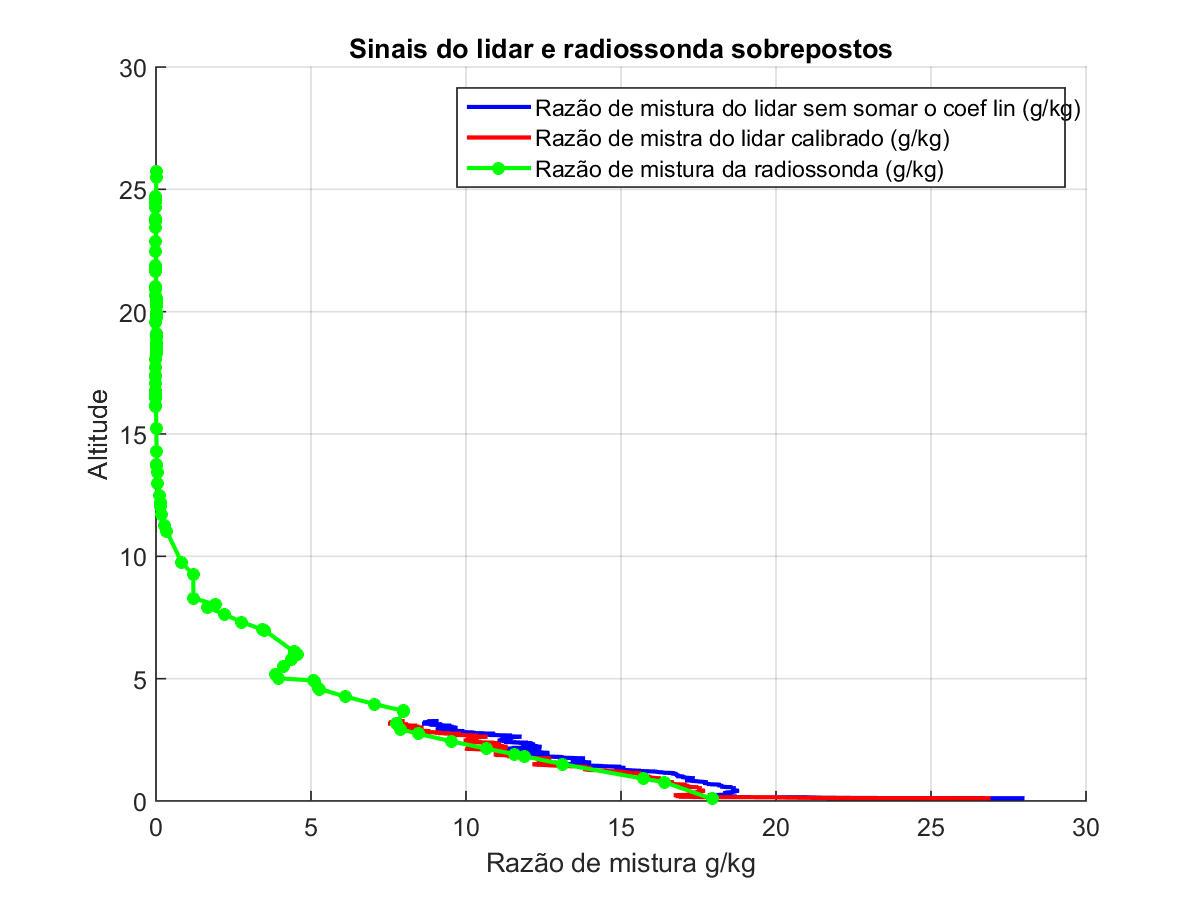 Sinais do lidar e radiossonda sobrepostos
30
Razão de mistura do lidar sem somar o coef lin (g/kg)
Razão de mistra do lidar calibrado (g/kg)
Razão de mistura da radiossonda (g/kg)
25
20
15
10
5
0
Altitude
0 5 10 15 20 25 30
Razão de mistura g/kg